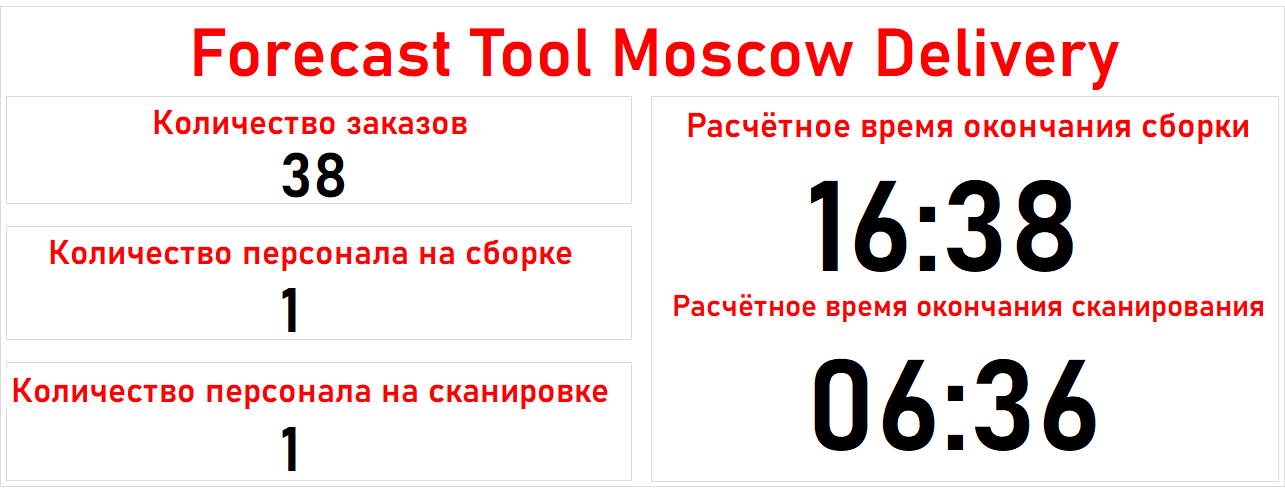 Forecast Tool Moscow Delivery
Количество заказов
38
Количество персонала на сборке
1
Количество персонала на сканировке
1
Расчётное время окончания сборки
16:38
Расчётное время окончания сканирования
06:36